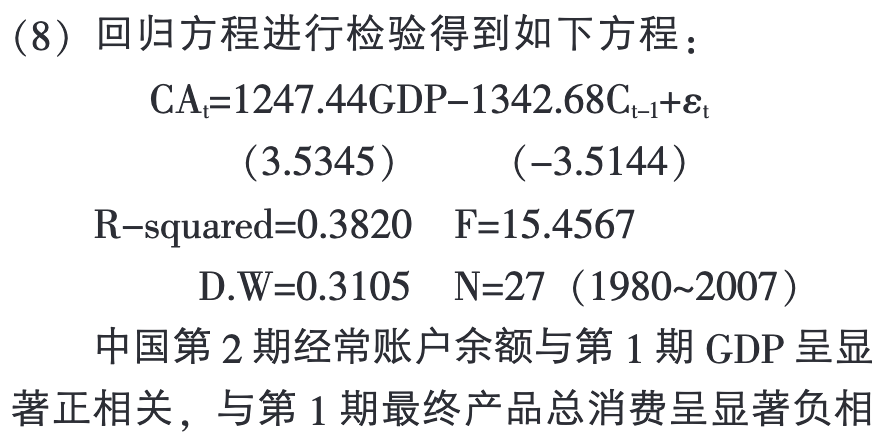 (8) 回归方程进行检验得到如下方程：
CAt=1247.44GDP-1342.68Ct-1+εt
（3.5345） （-3.5144）
R-squared=0.3820 F=15.4567
D.W=0.3105 N=27（1980~2007）
中国第 2 期经常账户余额与第 1 期 GDP 呈显
著正相关，与第 1 期最终产品总消费呈显著负相